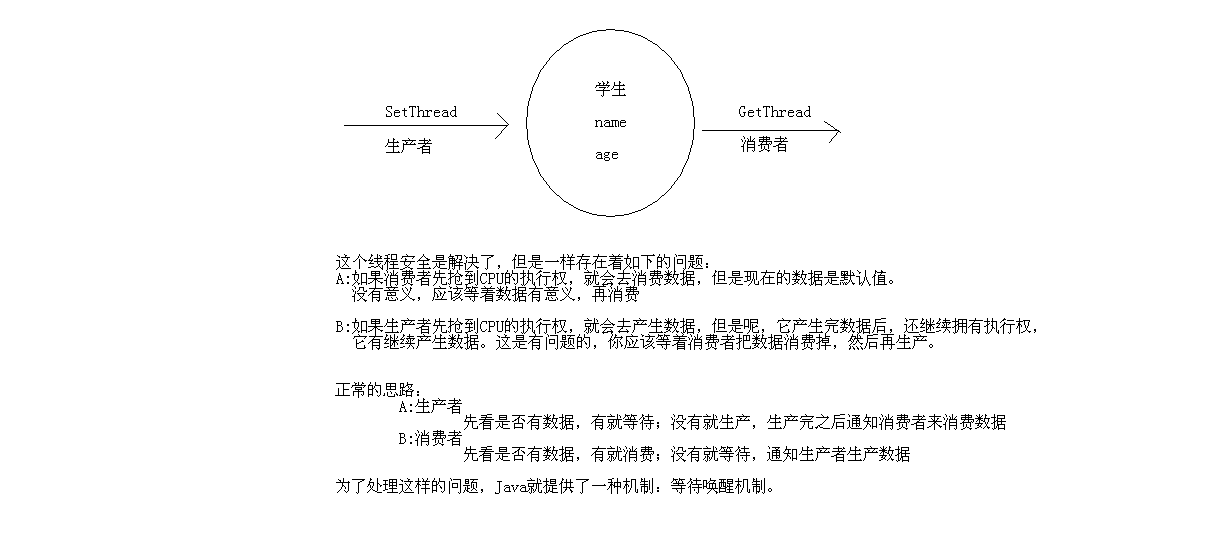 SetThread
生产者
学生
name
age
GetThread
消费者
这个线程安全是解决了，但是一样存在着如下的问题：
A:如果消费者先抢到CPU的执行权，就会去消费数据，但是现在的数据是默认值。
没有意义，应该等着数据有意义，再消费
B:如果生产者先抢到CPU的执行权，就会去产生数据，但是呢，它产生完数据后，还继续拥有执行权，
它有继续产生数据。这是有问题的，你应该等着消费者把数据消费掉，然后再生产。
正常的思路：
A:生产者
先看是否有数据，有就等待；没有就生产，生产完之后通知消费者来消费数据
B:消费者
先看是否有数据，有就消费；没有就等待，通知生产者生产数据
为了处理这样的问题，Java就提供了一种机制：等待唤醒机制。